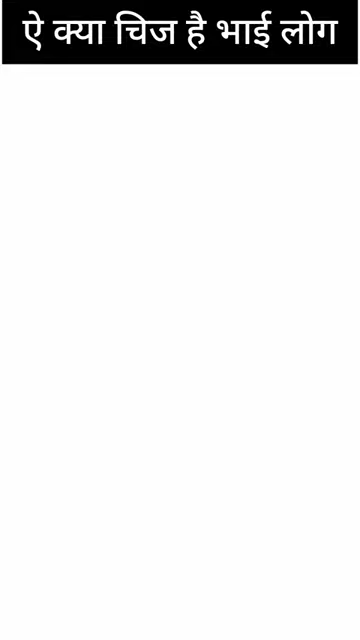 ऐ क्या चिज है भाई लोग